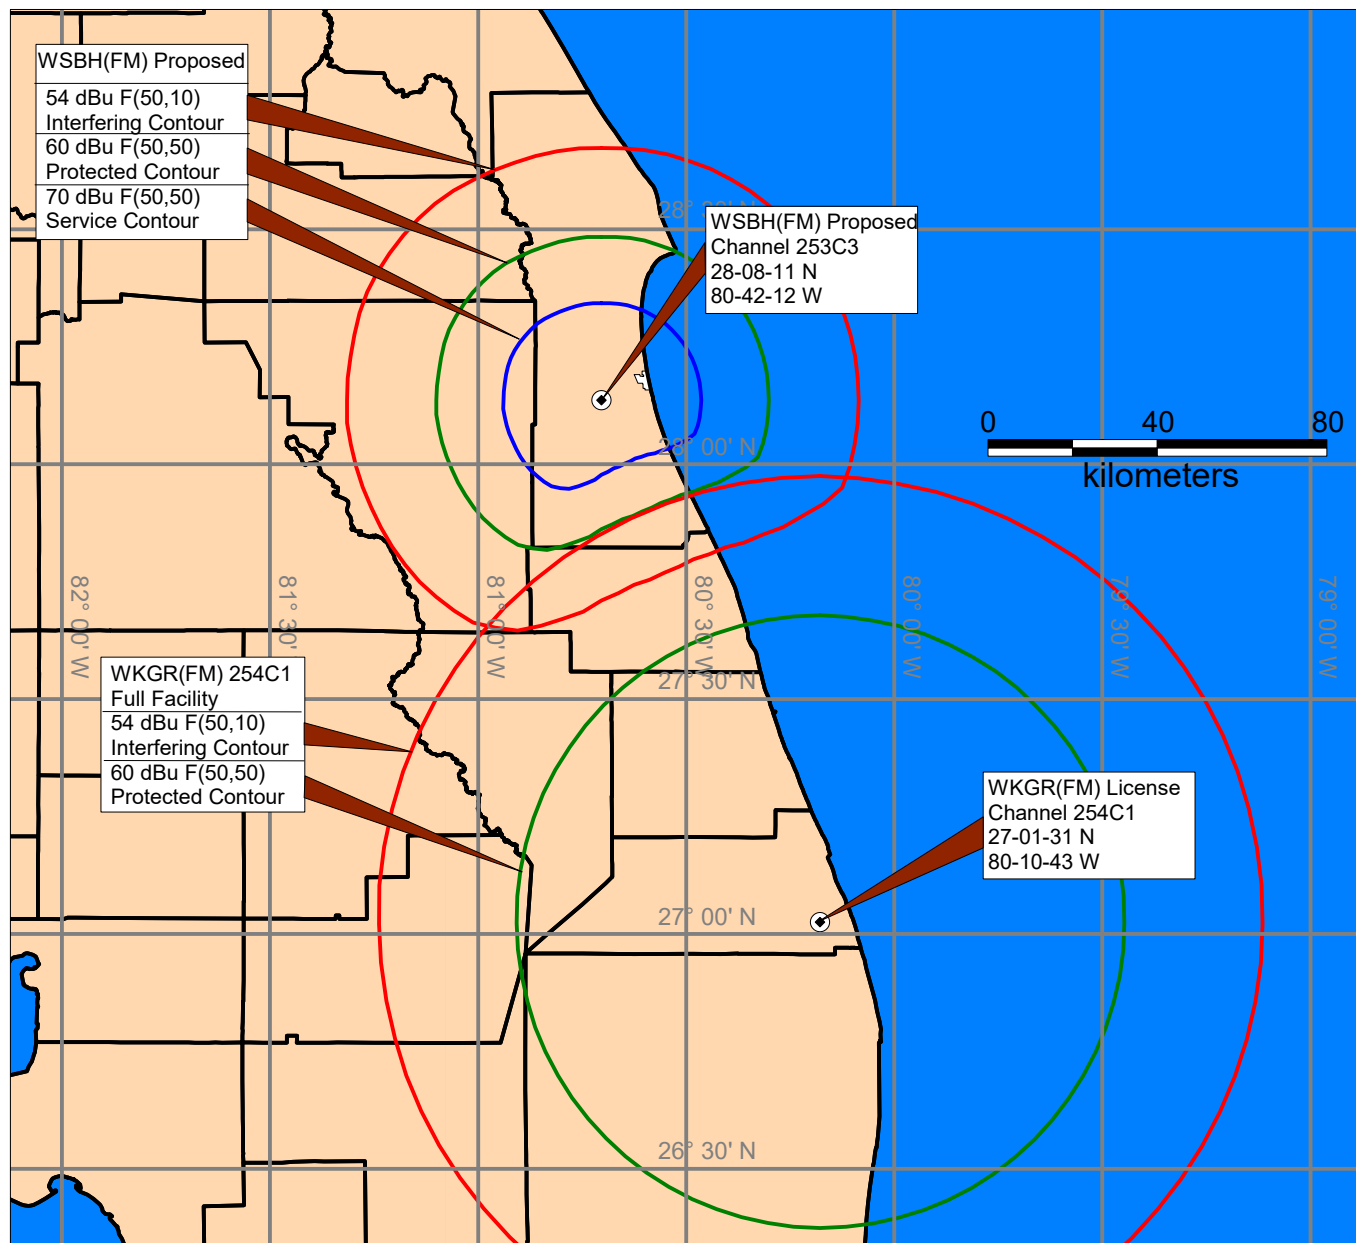 WSBH(FM) Proposed
54 dBu F(50,10)
Interfering Contour
60 dBu F(50,50)
Protected Contour
70 dBu F(50,50)
Service Contour
WSBH(FM) Proposed
Channel 253C3
28-08-11 N
80-42-12 W
0 40 80
kilometers
28° 00' N
82° 00' W
81° 30'
81° 00' W
80° 30' W
80° 00' W
79° 30' W
79° 00' W
WKGR(FM) 254C1
Full Facility
54 dBu F(50,10)
Interfering Contour
60 dBu F(50,50)
Protected Contour
27° 30' N
WKGR(FM) License
Channel 254C1
27-01-31 N
80-10-43 W
27° 00' N
26° 30' N